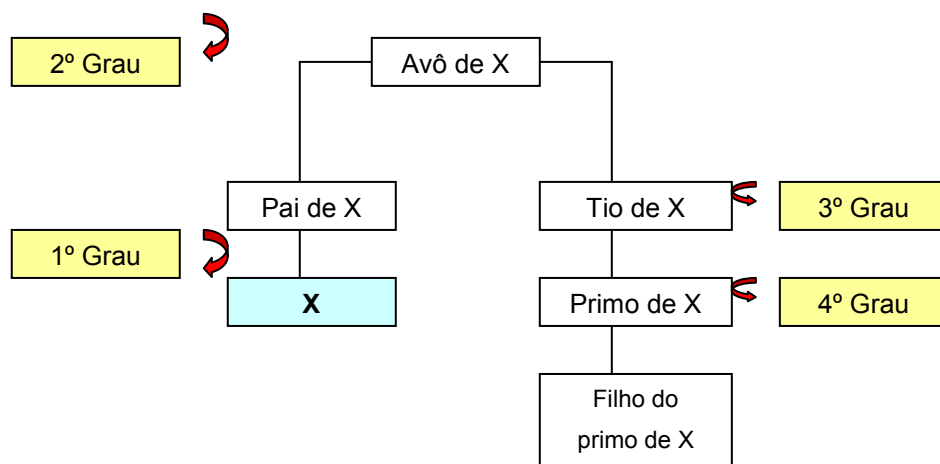 2º Grau
Avô de X
Pai de X
Tio de X
3º Grau
1º Grau
X
Primo de X
4º Grau
Filho do
primo de X